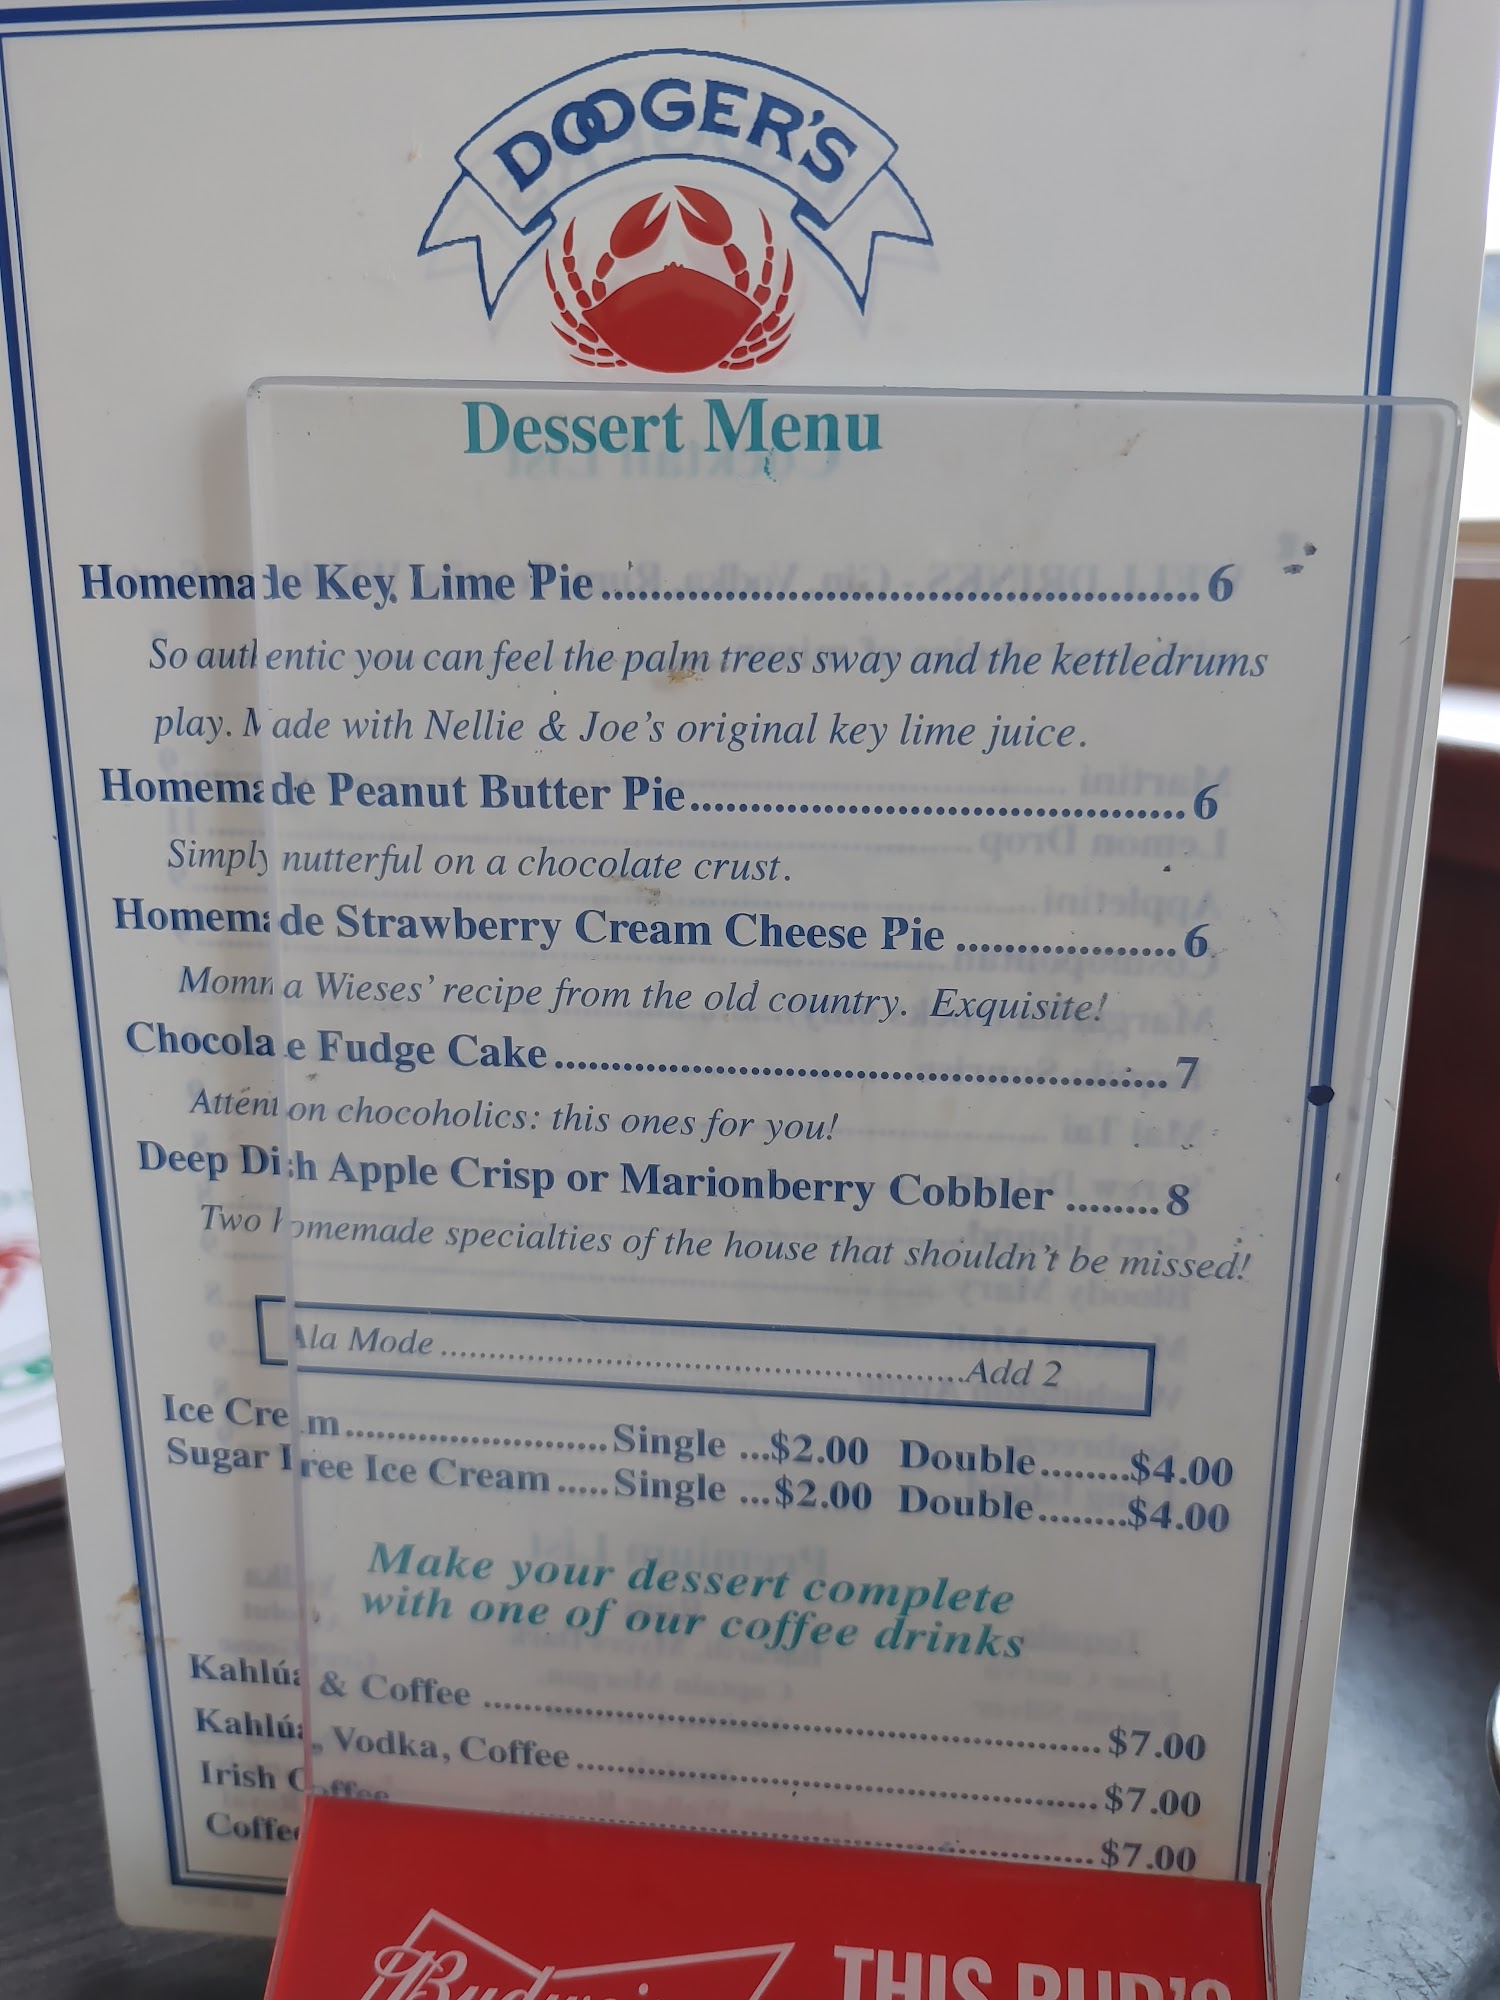 DOOGER'S
Dessert Menu
Homemade Key Lime Pie..................................................6
So authentic you can feel the palm trees sway and the kettledrums
play. Made with Nellie & Joe's original key lime juice.
Homemade Peanut Butter Pie..........................................6
Simply nutterful on a chocolate crust.
Homemade Strawberry Cream Cheese Pie ..................6
Momma Wieses' recipe from the old country. Exquisite!
Chocolate Fudge Cake......................................................7
Attention chocoholics: this ones for you!
Deep Dish Apple Crisp or Marionberry Cobbler ........8
Two homemade specialties of the house that shouldn't be missed!
Ala Mode ................................................................Add 2
Ice Cream.........................Single ...$2.00 Double........$4.00
Sugar Free Ice Cream .....Single ...$2.00 Double........$4.00
Make your dessert complete
with one of our coffee drinks
Kahlúa & Coffee ..............................................................$7.00
Kahlúa, Vodka, Coffee.....................................................$7.00
Irish Coffee ..............................................$7.00
Coffee
Budwei
THIS BUD'S